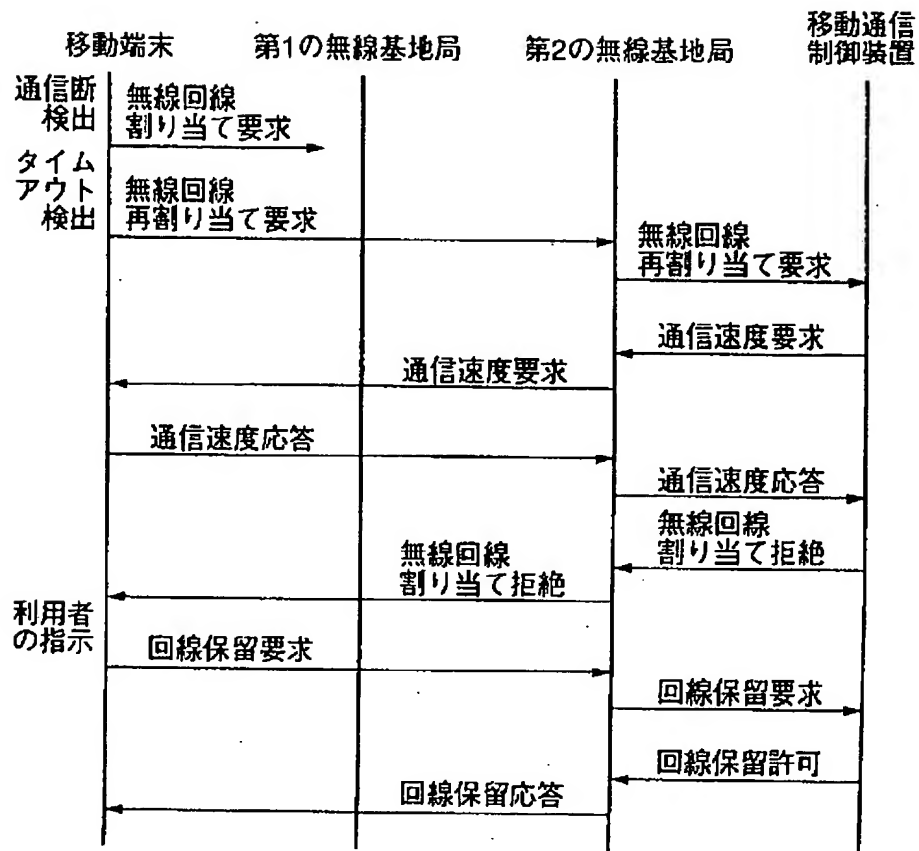 移動端末
第1の無線基地局
第2の無線基地局
移動通信
制御装置
通信断
検出
無線回線
割り当て要求
タイム
アウト
検出
無線回線
再割り当て要求
無線回線
再割り当て要求
通信速度要求
通信速度要求
通信速度応答
通信速度応答
無線回線
割り当て拒絶
無線回線
割り当て拒絶
利用者
の指示
回線保留要求
回線保留要求
回線保留許可
回線保留応答